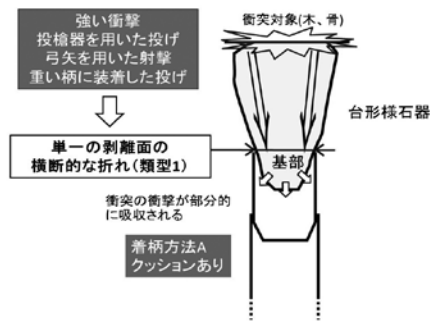 強い衝撃
投槍器を用いた投げ
弓矢を用いた射撃
重い柄に装着した投げ
衝突対象(木、骨)
台形様石器
単一の剥離面の
横断的な折れ(類型1)
基部
衝突の衝撃が部分的
に吸収される
着柄方法A
クッションあり